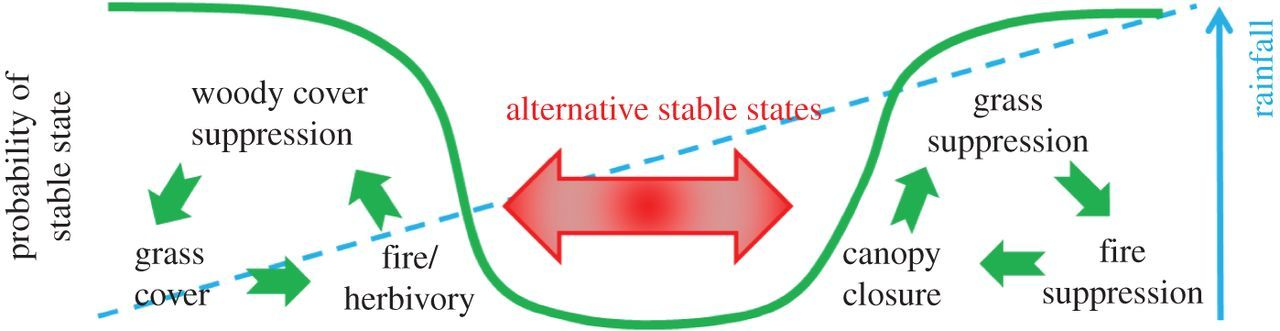 probability of
stable state
woody cover
suppression
grass
cover
fire/
herbivory
alternative stable states
grass
suppression
canopy
closure
fire
suppression
rainfall